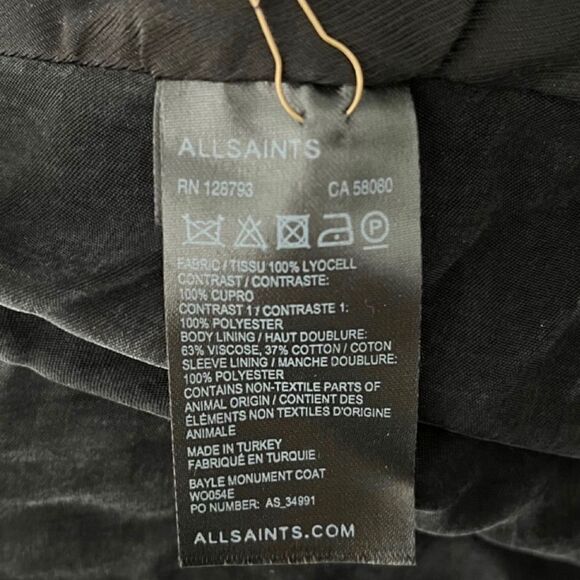 ALLSAINTS
RN 128793 CA 58080
FABRIC / TISSU 100% LYOCELL
CONTRAST / CONTRASTE:
100% CUPRO
CONTRAST 1 / CONTRASTE 1:
100% POLYESTER
BODY LINING / HAUT DOUBLURE:
63% VISCOSE, 37% COTTON / COTON
SLEEVE LINING / MANCHE DOUBLURE:
100% POLYESTER
CONTAINS NON-TEXTILE PARTS OF
ANIMAL ORIGIN / CONTIENT DES
ÉLÉMENTS NON TEXTILES D'ORIGINE
ANIMALE
MADE IN TURKEY
FABRIQUÉ EN TURQUIE
BAYLE MONUMENT COAT
WO054E
PO NUMBER: AS_34991
ALLSAINTS.COM